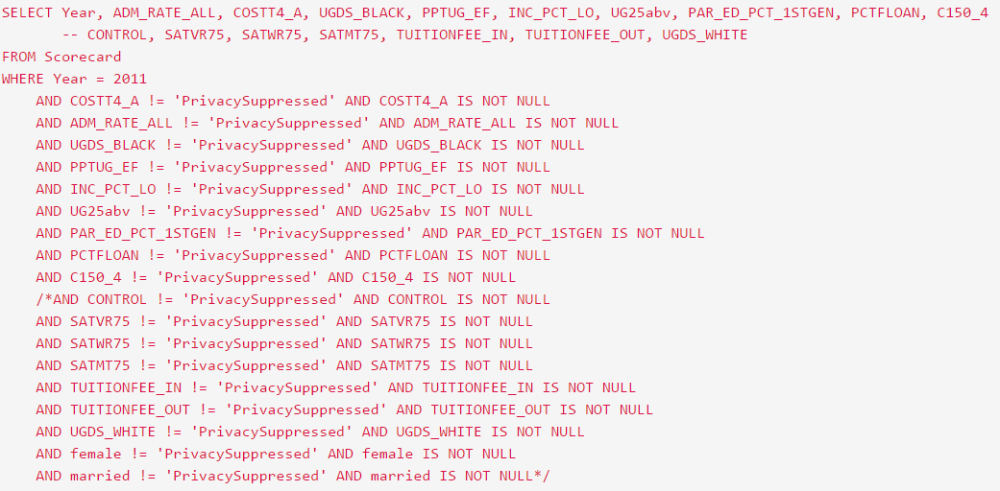 SELECT Year, ADM_RATE_ALL, COSTT4_A, UGDS_BLACK, PPTUG_EF, INC_PCT_LO, UG25abv, PAR_ED_PCT_1STGEN, PCTFLOAN, C150_4
       -- CONTROL, SATVR75, SATWR75, SATMT75, TUITIONFEE_IN, TUITIONFEE_OUT, UGDS_WHITE
FROM Scorecard
WHERE Year = 2011
    AND COSTT4_A != 'PrivacySuppressed' AND COSTT4_A IS NOT NULL
    AND ADM_RATE_ALL != 'PrivacySuppressed' AND ADM_RATE_ALL IS NOT NULL
    AND UGDS_BLACK != 'PrivacySuppressed' AND UGDS_BLACK IS NOT NULL
    AND PPTUG_EF != 'PrivacySuppressed' AND PPTUG_EF IS NOT NULL
    AND INC_PCT_LO != 'PrivacySuppressed' AND INC_PCT_LO IS NOT NULL
    AND UG25abv != 'PrivacySuppressed' AND UG25abv IS NOT NULL
    AND PAR_ED_PCT_1STGEN != 'PrivacySuppressed' AND PAR_ED_PCT_1STGEN IS NOT NULL
    AND PCTFLOAN != 'PrivacySuppressed' AND PCTFLOAN IS NOT NULL
    AND C150_4 != 'PrivacySuppressed' AND C150_4 IS NOT NULL
    /*AND CONTROL != 'PrivacySuppressed' AND CONTROL IS NOT NULL
    AND SATVR75 != 'PrivacySuppressed' AND SATVR75 IS NOT NULL
    AND SATWR75 != 'PrivacySuppressed' AND SATWR75 IS NOT NULL
    AND SATMT75 != 'PrivacySuppressed' AND SATMT75 IS NOT NULL
    AND TUITIONFEE_IN != 'PrivacySuppressed' AND TUITIONFEE_IN IS NOT NULL
    AND TUITIONFEE_OUT != 'PrivacySuppressed' AND TUITIONFEE_OUT IS NOT NULL
    AND UGDS_WHITE != 'PrivacySuppressed' AND UGDS_WHITE IS NOT NULL
    AND female != 'PrivacySuppressed' AND female IS NOT NULL
    AND married != 'PrivacySuppressed' AND married IS NOT NULL*/